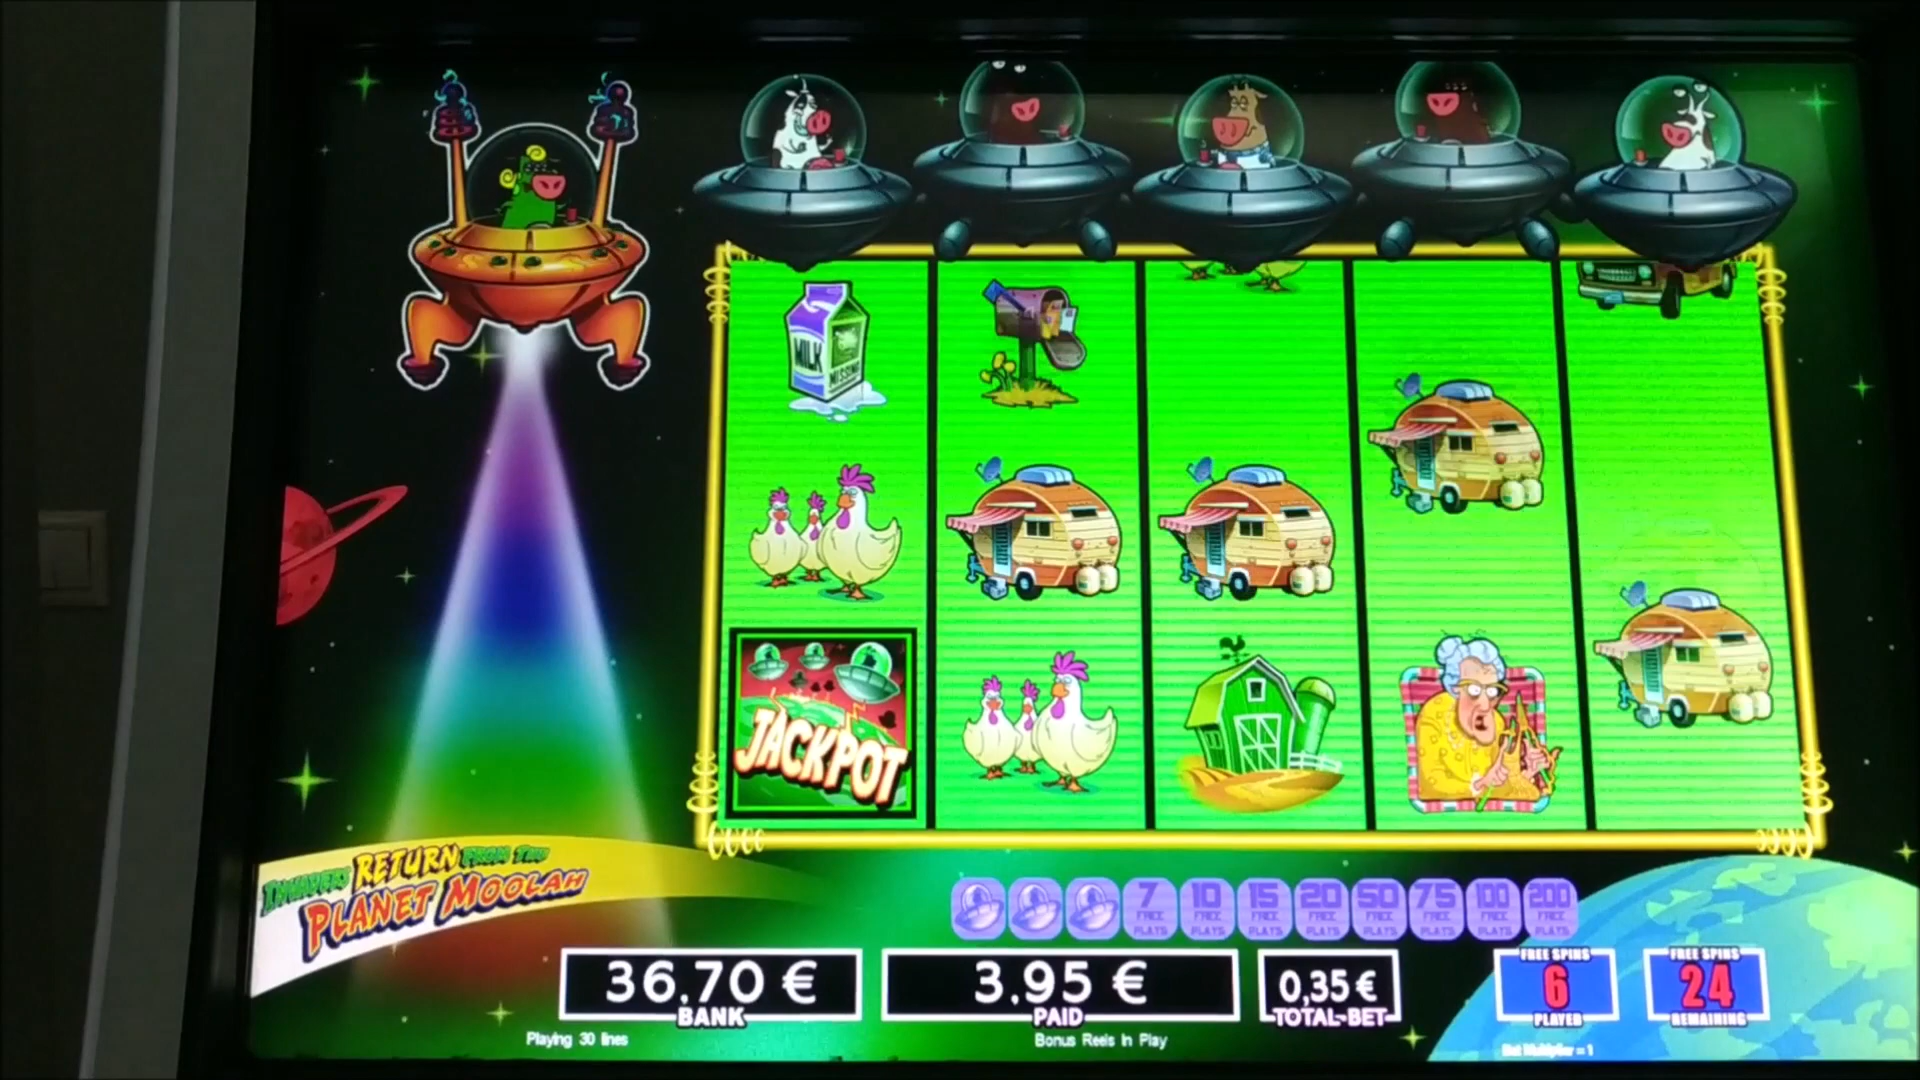 MILK
MISSING
JACKPOT
INVADERS RETURN FROM THE
PLANET MOOLAH
7 FREE PLAYS
10 FREE PLAYS
15 FREE PLAYS
20 FREE PLAYS
50 FREE PLAYS
75 FREE PLAYS
100 FREE PLAYS
200 FREE PLAYS
36.70 €
BANK
3.95 €
PAID
0,35 €
TOTAL-BET
FREE SPINS
6
PLAYED
FREE SPINS
24
REMAINING
Playing 30 lines
Bonus Reels In Play
Bet Multiplier = 1